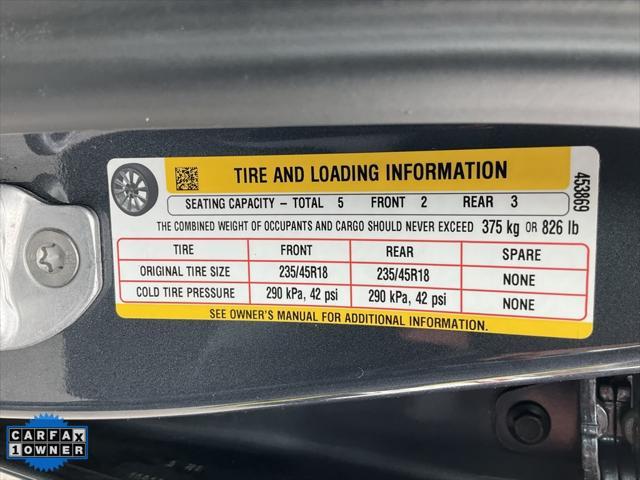 TIRE AND LOADING INFORMATION
SEATING CAPACITY – TOTAL 5 FRONT 2 REAR 3
THE COMBINED WEIGHT OF OCCUPANTS AND CARGO SHOULD NEVER EXCEED 375 kg OR 826 lb
TIRE FRONT REAR SPARE
ORIGINAL TIRE SIZE 235/45R18 235/45R18 NONE
COLD TIRE PRESSURE 290 kPa, 42 psi 290 kPa, 42 psi NONE
SEE OWNER'S MANUAL FOR ADDITIONAL INFORMATION.
453869
CARFAX
1 OWNER